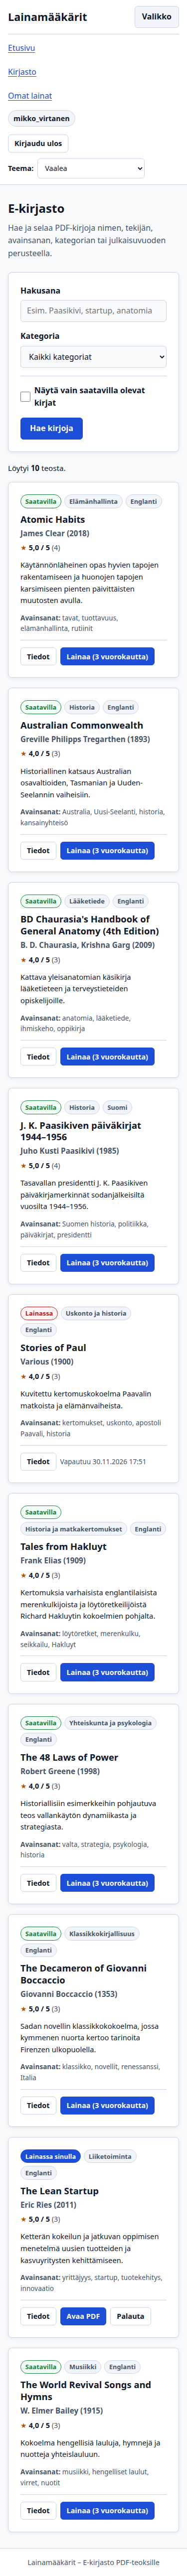 Lainamääkärit
Valikko
Etusivu
Kirjasto
Omat lainat
mikko_virtanen
Kirjaudu ulos
Teema: Vaalea
E-kirjasto
Hae ja selaa PDF-kirjoja nimen, tekijän,
avainsanan, kategorian tai julkaisuvuoden
perusteella.
Hakusana
Esim. Paasikivi, startup, anatomia
Kategoria
Kaikki kategoriat
Näytä vain saatavilla olevat
kirjat
Hae kirjoja
Löytyi 10 teosta.
Saatavilla Elämänhallinta Englanti
Atomic Habits
James Clear (2018)
★ 5,0 / 5 (4)
Käytännönläheinen opas hyvien tapojen
rakentamiseen ja huonojen tapojen
karsimiseen pienten päivittäisten
muutosten avulla.
Avainsanat: tavat, tuottavuus,
elämänhallinta, rutiinit
Tiedot Lainaa (3 vuorokautta)
Saatavilla Historia Englanti
Australian Commonwealth
Greville Philipps Tregarthen (1893)
★ 4,0 / 5 (3)
Historiallinen katsaus Australian
osavaltioiden, Tasmanian ja Uuden-
Seelannin vaiheisiin.
Avainsanat: Australia, Uusi-Seelanti, historia,
kansainyhteisö
Tiedot Lainaa (3 vuorokautta)
Saatavilla Lääketiede Englanti
BD Chaurasia's Handbook of
General Anatomy (4th Edition)
B. D. Chaurasia, Krishna Garg (2009)
★ 4,0 / 5 (3)
Kattava yleisanatomian käsikirja
lääketieteen ja terveystieteiden
opiskelijoille.
Avainsanat: anatomia, lääketiede,
ihmiskeho, oppikirja
Tiedot Lainaa (3 vuorokautta)
Saatavilla Historia Suomi
J. K. Paasikiven päiväkirjat
1944–1956
Juho Kusti Paasikivi (1985)
★ 5,0 / 5 (4)
Tasavallan presidentti J. K. Paasikiven
päiväkirjamerkinnät sodanjälkeisiltä
vuosilta 1944–1956.
Avainsanat: Suomen historia, politiikka,
päiväkirjat, presidentti
Tiedot Lainaa (3 vuorokautta)
Lainassa Uskonto ja historia
Englanti
Stories of Paul
Various (1900)
★ 4,0 / 5 (3)
Kuvitettu kertomuskokoelma Paavalin
matkoista ja elämänvaiheista.
Avainsanat: kertomukset, uskonto, apostoli
Paavali, historia
Tiedot Vapautuu 30.11.2026 17:51
Saatavilla
Historia ja matkakertomukset Englanti
Tales from Hakluyt
Frank Elias (1909)
★ 4,0 / 5 (3)
Kertomuksia varhaisista englantilaisista
merenkulkijoista ja löytöretkeilijöistä
Richard Hakluytin kokoelmien pohjalta.
Avainsanat: löytöretket, merenkulku,
seikkailu, Hakluyt
Tiedot Lainaa (3 vuorokautta)
Saatavilla Yhteiskunta ja psykologia
Englanti
The 48 Laws of Power
Robert Greene (1998)
★ 4,0 / 5 (3)
Historiallisiin esimerkkeihin pohjautuva
teos vallankäytön dynamiikasta ja
strategiasta.
Avainsanat: valta, strategia, psykologia,
historia
Tiedot Lainaa (3 vuorokautta)
Saatavilla Klassikkokirjallisuus
Englanti
The Decameron of Giovanni
Boccaccio
Giovanni Boccaccio (1353)
★ 5,0 / 5 (3)
Sadan novellin klassikkokokoelma, jossa
kymmenen nuorta kertoo tarinoita
Firenzen ulkopuolella.
Avainsanat: klassikko, novellit, renessanssi,
Italia
Tiedot Lainaa (3 vuorokautta)
Lainassa sinulla Liiketoiminta
Englanti
The Lean Startup
Eric Ries (2011)
★ 5,0 / 5 (3)
Ketterän kokeilun ja jatkuvan oppimisen
menetelmä uusien tuotteiden ja
kasvuyritysten kehittämiseen.
Avainsanat: yrittäjyys, startup, tuotekehitys,
innovaatio
Tiedot Avaa PDF Palauta
Saatavilla Musiikki Englanti
The World Revival Songs and
Hymns
W. Elmer Bailey (1915)
★ 4,0 / 5 (3)
Kokoelma hengellisiä lauluja, hymnejä ja
nuotteja yhteislauluun.
Avainsanat: musiikki, hengelliset laulut,
virret, nuotit
Tiedot Lainaa (3 vuorokautta)
Lainamääkärit – E-kirjasto PDF-teoksille